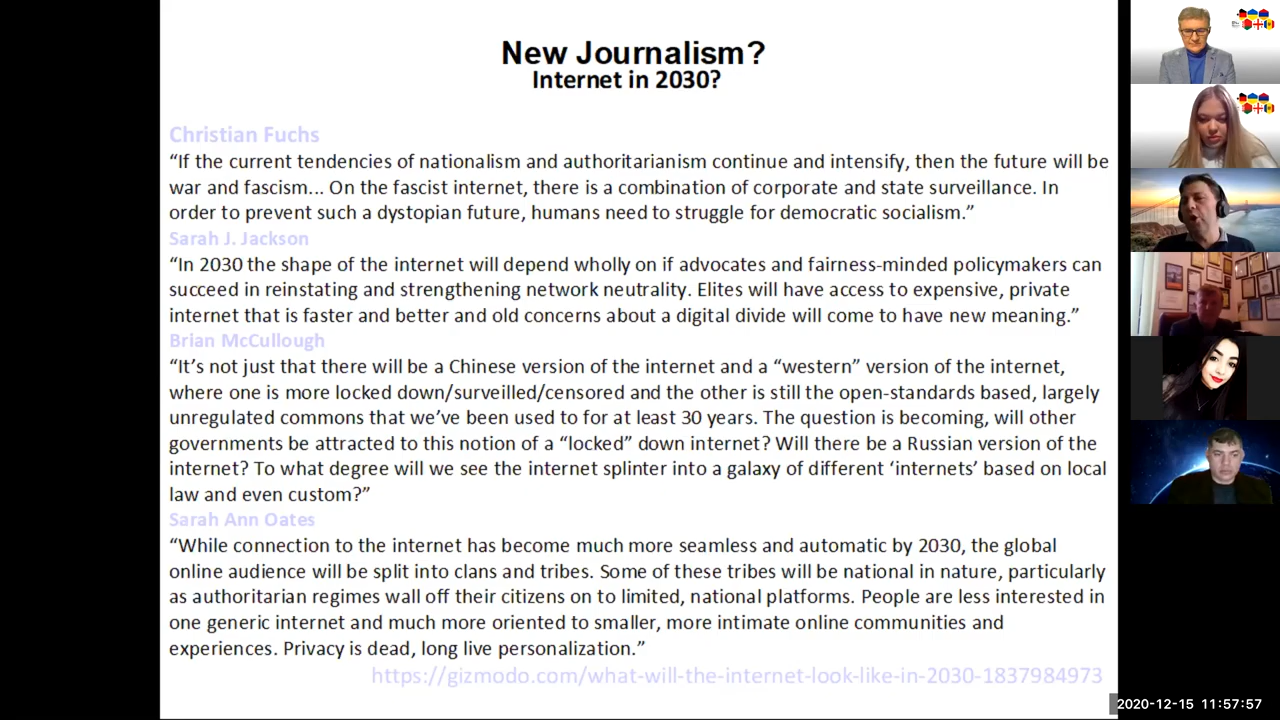 New Journalism?
Internet in 2030?
Christian Fuchs
“If the current tendencies of nationalism and authoritarianism continue and intensify, then the future will be
war and fascism... On the fascist internet, there is a combination of corporate and state surveillance. In
order to prevent such a dystopian future, humans need to struggle for democratic socialism.”
Sarah J. Jackson
“In 2030 the shape of the internet will depend wholly on if advocates and fairness-minded policymakers can
succeed in reinstating and strengthening network neutrality. Elites will have access to expensive, private
internet that is faster and better and old concerns about a digital divide will come to have new meaning.”
Brian McCullough
“It’s not just that there will be a Chinese version of the internet and a “western” version of the internet,
where one is more locked down/surveilled/censored and the other is still the open-standards based, largely
unregulated commons that we’ve been used to for at least 30 years. The question is becoming, will other
governments be attracted to this notion of a “locked” down internet? Will there be a Russian version of the
internet? To what degree will we see the internet splinter into a galaxy of different ‘internets’ based on local
law and even custom?”
Sarah Ann Oates
“While connection to the internet has become much more seamless and automatic by 2030, the global
online audience will be split into clans and tribes. Some of these tribes will be national in nature, particularly
as authoritarian regimes wall off their citizens on to limited, national platforms. People are less interested in
one generic internet and much more oriented to smaller, more intimate online communities and
experiences. Privacy is dead, long live personalization.”
https://gizmodo.com/what-will-the-internet-look-like-in-2030-1837984973
2020-12-15 11:57:57